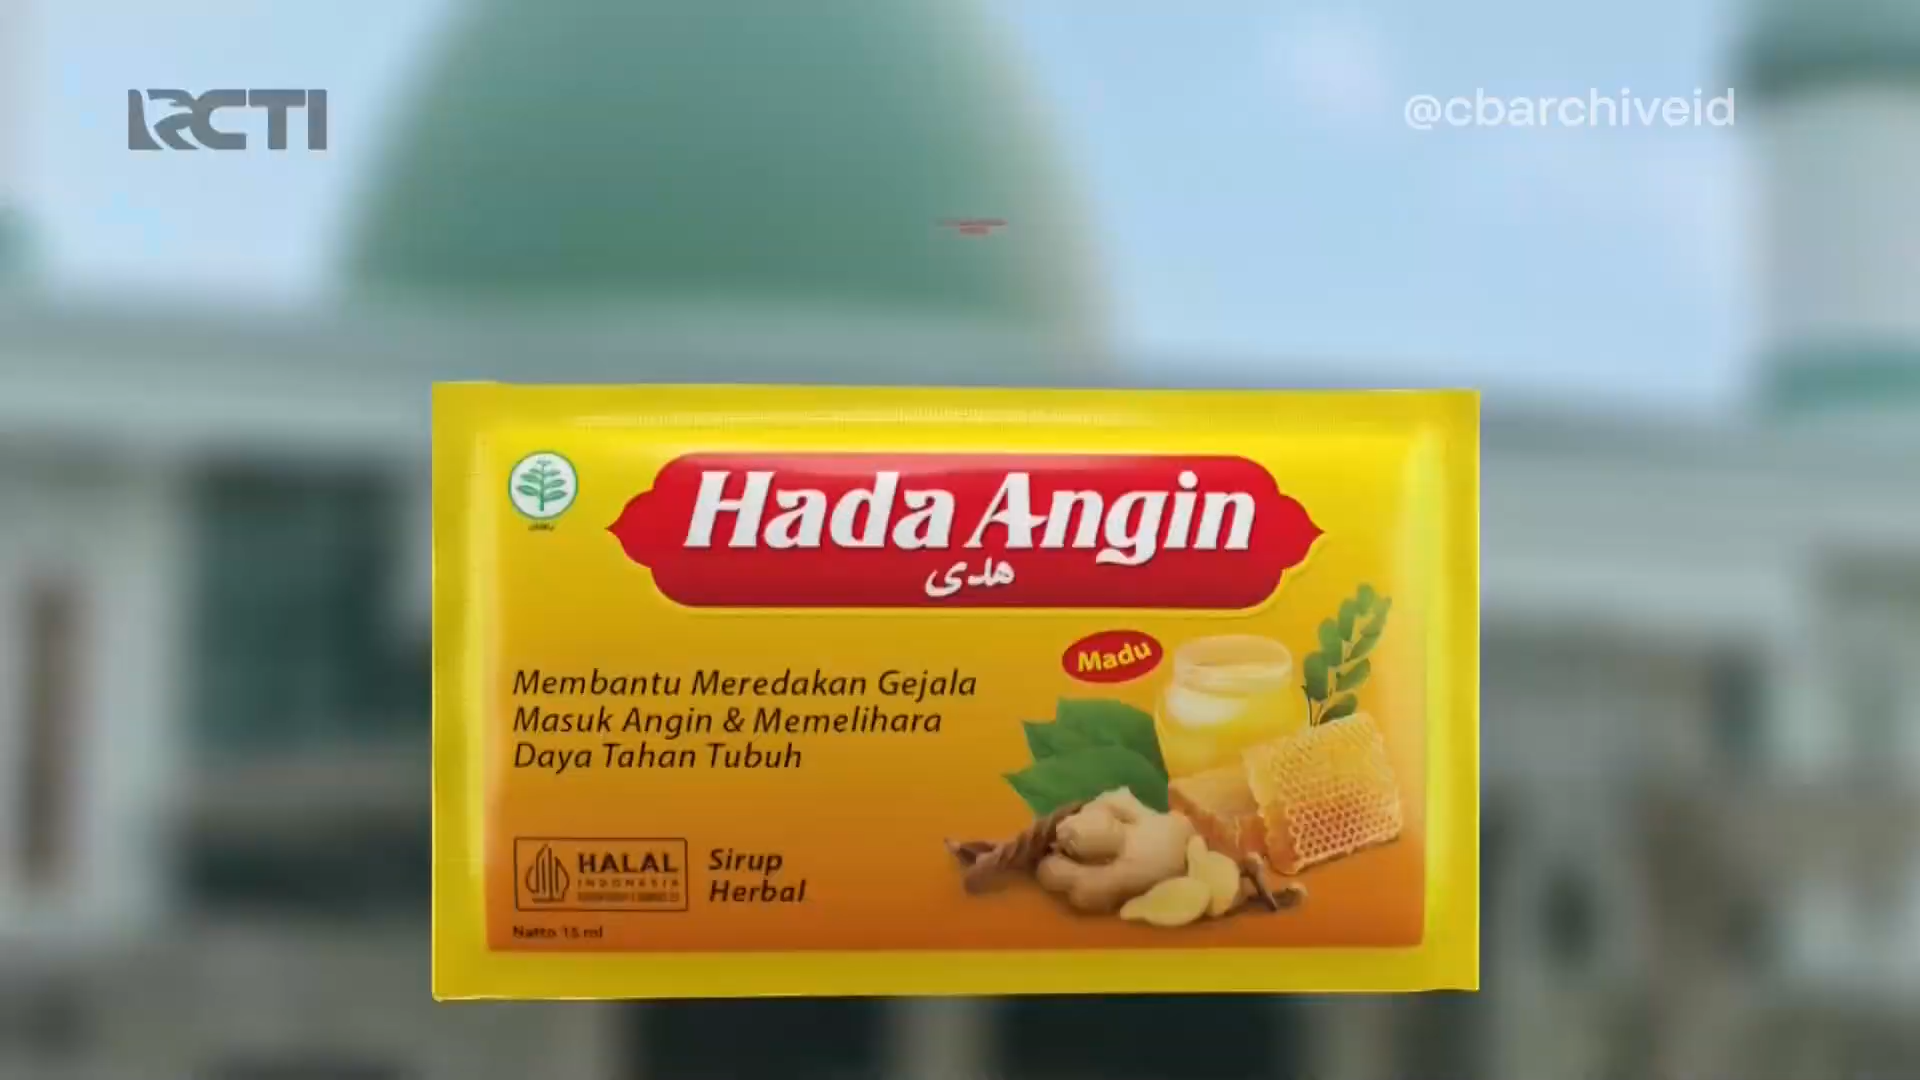 RCTI
@cbarchiveid
Hada Angin
هدى
Madu
Membantu Meredakan Gejala
Masuk Angin & Memelihara
Daya Tahan Tubuh
HALAL
INDONESIA
Sirup
Herbal
Netto 15 ml